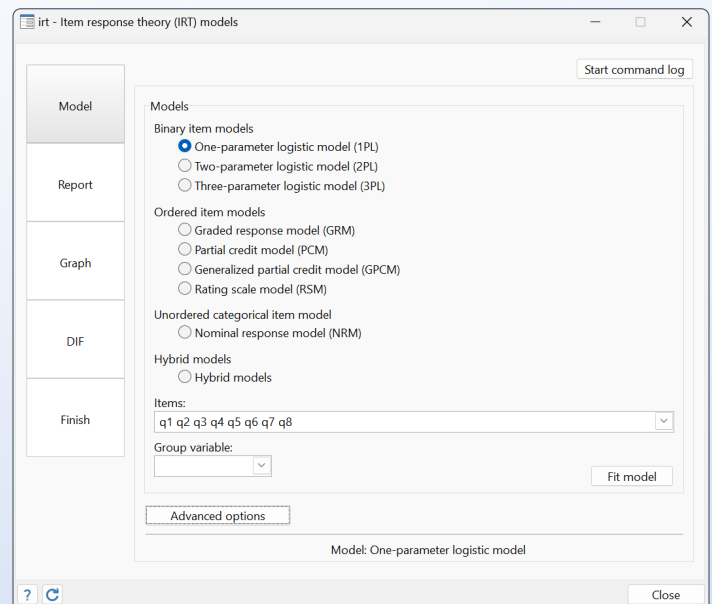 irt - Item response theory (IRT) models
Start command log
Model
Report
Graph
DIF
Finish
Models
Binary item models
One-parameter logistic model (1PL)
Two-parameter logistic model (2PL)
Three-parameter logistic model (3PL)
Ordered item models
Graded response model (GRM)
Partial credit model (PCM)
Generalized partial credit model (GPCM)
Rating scale model (RSM)
Unordered categorical item model
Nominal response model (NRM)
Hybrid models
Hybrid models
Items:
q1 q2 q3 q4 q5 q6 q7 q8
Group variable:
Fit model
Advanced options
Model: One-parameter logistic model
?
Close